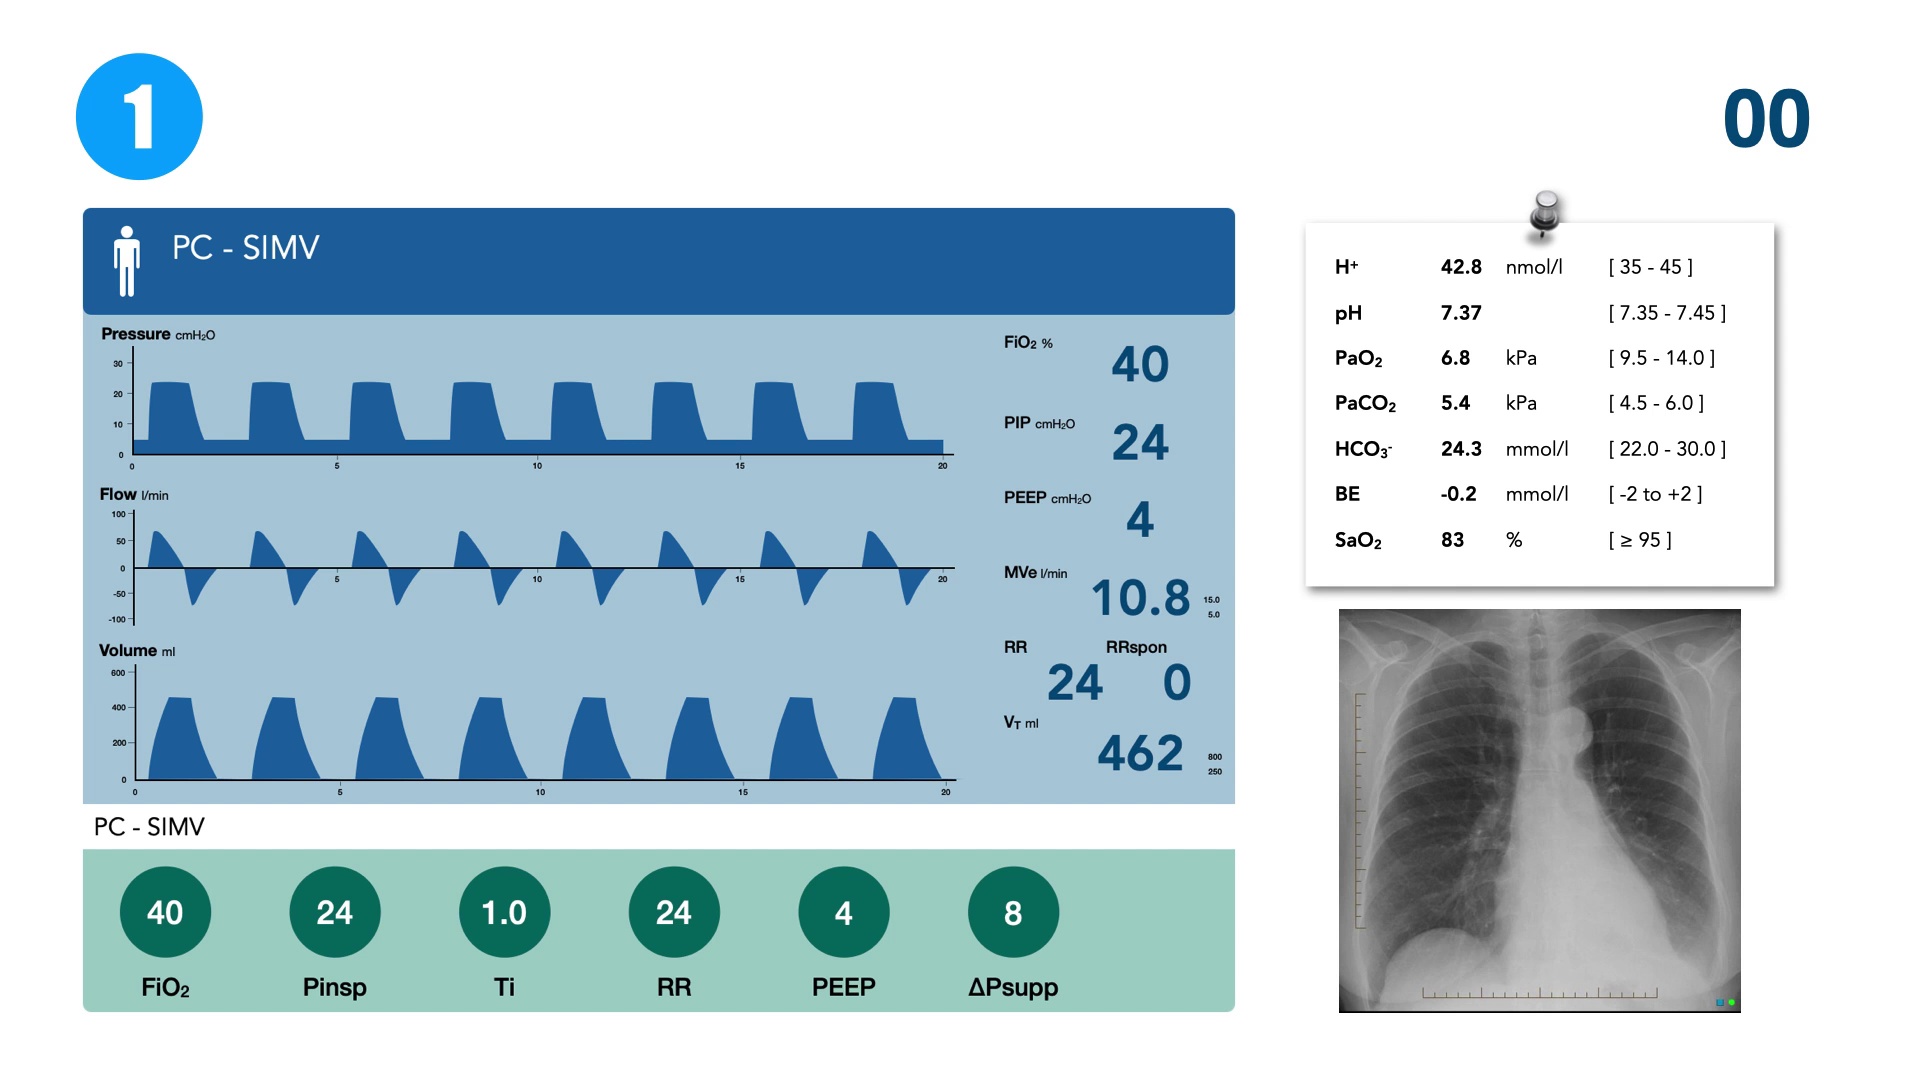 1
00
PC - SIMV
Pressure cmH₂O
30
20
10
0
0 5 10 15 20
Flow l/min
100
50
0
-50
-100
5 10 15 20
Volume ml
600
400
200
0
0 5 10 15 20
FiO₂ %
40
PIP cmH₂O
24
PEEP cmH₂O
4
MVe l/min
10.8
15.0
5.0
RR RRspon
24 0
V_T ml
462
800
250
PC - SIMV
40 24 1.0 24 4 8
FiO₂ Pinsp Ti RR PEEP ΔPsupp
H⁺ 42.8 nmol/l [ 35 - 45 ]
pH 7.37 [ 7.35 - 7.45 ]
PaO₂ 6.8 kPa [ 9.5 - 14.0 ]
PaCO₂ 5.4 kPa [ 4.5 - 6.0 ]
HCO₃⁻ 24.3 mmol/l [ 22.0 - 30.0 ]
BE -0.2 mmol/l [ -2 to +2 ]
SaO₂ 83 % [ ≥ 95 ]